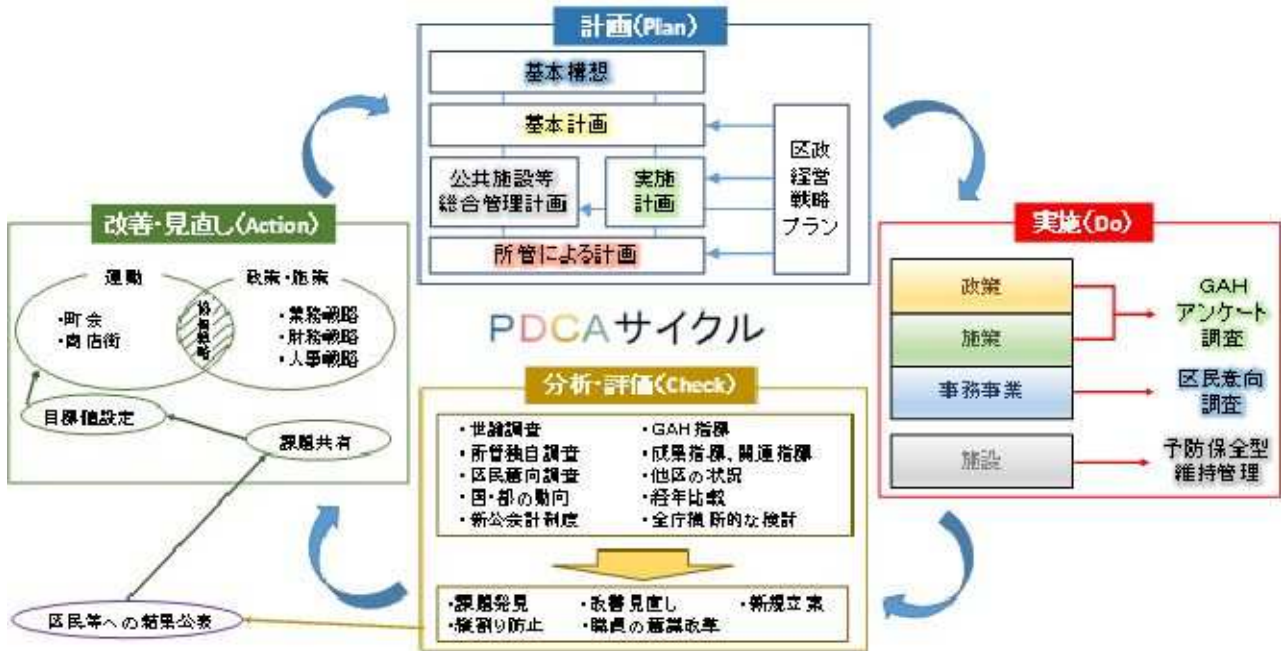 計画(Plan)
基本構想
基本計画
公共施設等
総合管理計画
実施
計画
所管による計画
区政
経営
戦略
プラン
改善・見直し(Action)
運動
・町会
・商店街
協働戦略
政策・施策
・業務戦略
・財務戦略
・人事戦略
目標値設定
課題共有
区民等への結果公表
PDCAサイクル
実施(Do)
政策
施策
事務事業
施設
GAH
アンケート
調査
区民意向
調査
予防保全型
維持管理
分析・評価(Check)
・世論調査
・所管独自調査
・区民意向調査
・国・都の動向
・新公会計制度
・GAH指標
・成果指標、関連指標
・他区の状況
・経年比較
・全庁横断的な検討
・課題発見
・改善見直し
・新規立案
・縦割り防止
・職員の意識改革